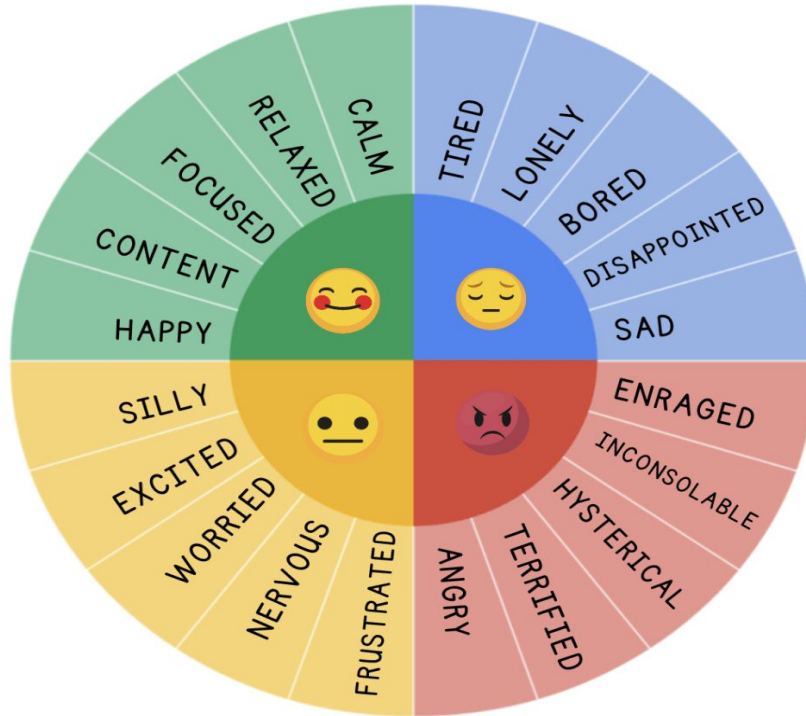 CALM
RELAXED
FOCUSED
CONTENT
HAPPY
TIRED
LONELY
BORED
DISAPPOINTED
SAD
SILLY
EXCITED
WORRIED
NERVOUS
FRUSTRATED
ENRAGED
INCONSOLABLE
HYSTERICAL
TERRIFIED
ANGRY